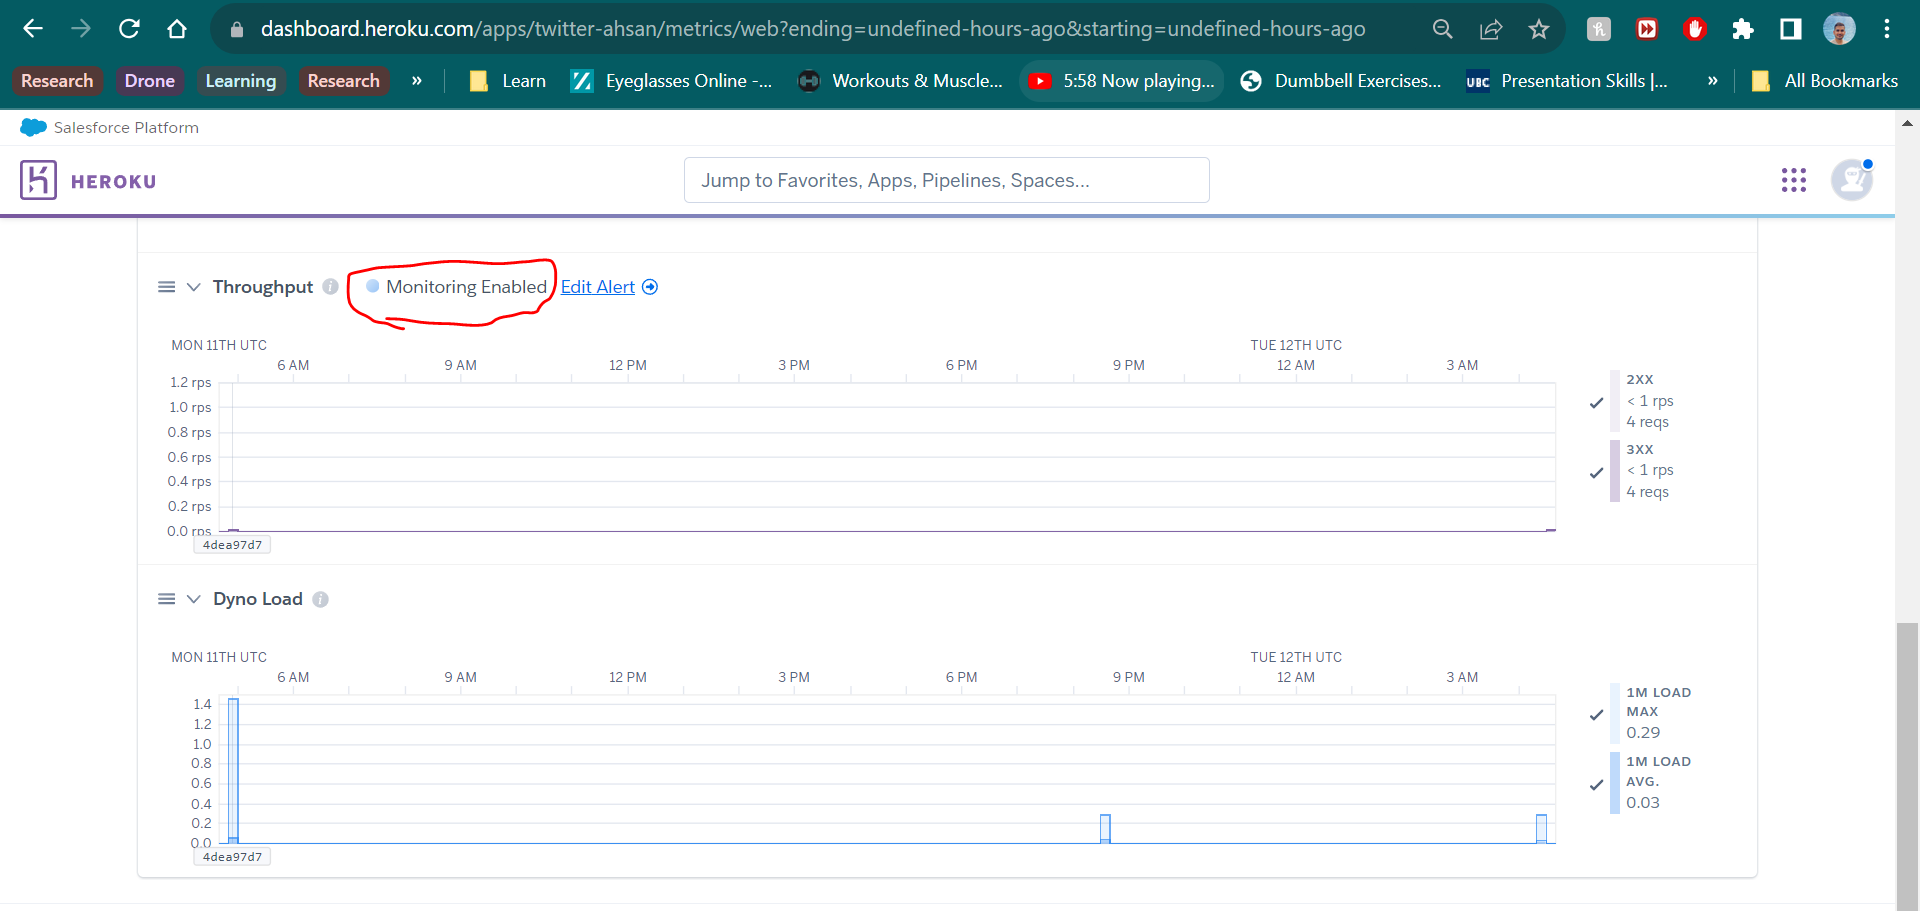 dashboard.heroku.com/apps/twitter-ahsan/metrics/web?ending=undefined-hours-ago&starting=undefined-hours-ago
Research Drone Learning Research » Learn Eyeglasses Online -... Workouts & Muscle... 5:58 Now playing... Dumbbell Exercises... UBC Presentation Skills |... » All Bookmarks
Salesforce Platform
HEROKU Jump to Favorites, Apps, Pipelines, Spaces...
Throughput Monitoring Enabled Edit Alert
MON 11TH UTC TUE 12TH UTC
6 AM 9 AM 12 PM 3 PM 6 PM 9 PM 12 AM 3 AM
1.2 rps
1.0 rps
0.8 rps
0.6 rps
0.4 rps
0.2 rps
0.0 rps
4dea97d7
2XX
< 1 rps
4 reqs
3XX
< 1 rps
4 reqs
Dyno Load
MON 11TH UTC TUE 12TH UTC
6 AM 9 AM 12 PM 3 PM 6 PM 9 PM 12 AM 3 AM
1.4
1.2
1.0
0.8
0.6
0.4
0.2
0.0
4dea97d7
1M LOAD
MAX
0.29
1M LOAD
AVG.
0.03